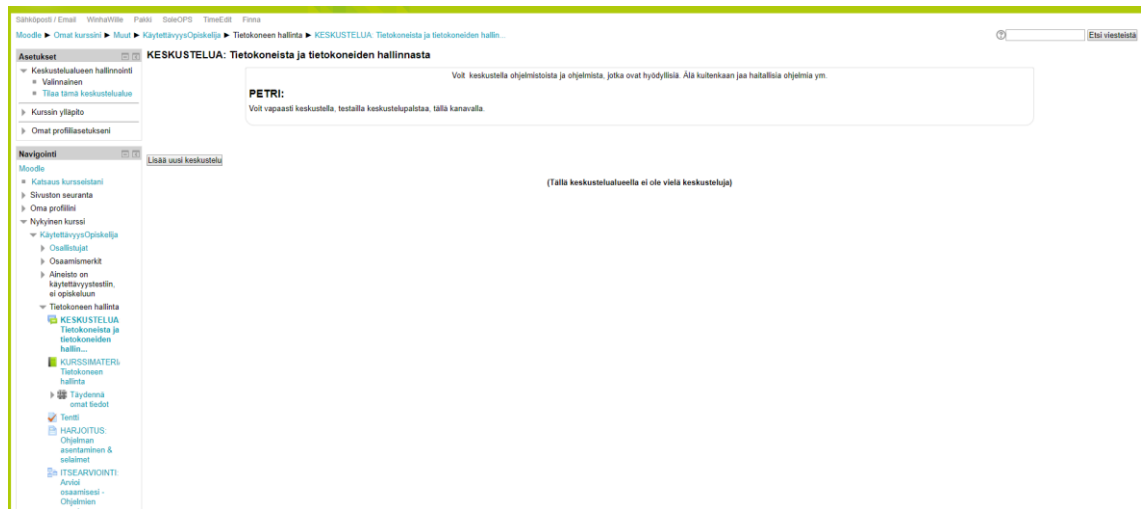 Sähköposti / Email WinhaWille Pakki SoleOPS TimeEdit Finna
Moodle ► Omat kurssini ► Muut ► KäytettävyysOpiskelija ► Tietokoneen hallinta ► KESKUSTELUA: Tietokoneista ja tietokoneiden hallin...
Etsi viesteistä
Asetukset
Keskustelualueen hallinnointi
Valinnainen
Tilaa tämä keskustelualue
Kurssin ylläpito
Omat profiiliasetukseni
Navigointi
Moodle
Katsaus kursseistani
Sivuston seuranta
Oma profiilini
Nykyinen kurssi
KäytettävyysOpiskelija
Osallistujat
Osaamismerkit
Aineisto on
käytettävyystestiin,
ei opiskeluun
Tietokoneen hallinta
KESKUSTELUA
Tietokoneista ja
tietokoneiden
hallin...
KURSSIMATERI
Tietokoneen
hallinta
Täydennä
omat tiedot
Tentti
HARJOITUS:
Ohjelman
asentaminen &
selaimet
ITSEARVIOINTI:
Arvioi
osaamisesi -
Ohjelmien
KESKUSTELUA: Tietokoneista ja tietokoneiden hallinnasta
Voit keskustella ohjelmistoista ja ohjelmista, jotka ovat hyödyllisiä. Älä kuitenkaan jaa haitallisia ohjelmia ym.
PETRI:
Voit vapaasti keskustella, testailla keskustelupalstaa, tällä kanavalla.
Lisää uusi keskustelu
(Tällä keskustelualueella ei ole vielä keskusteluja)